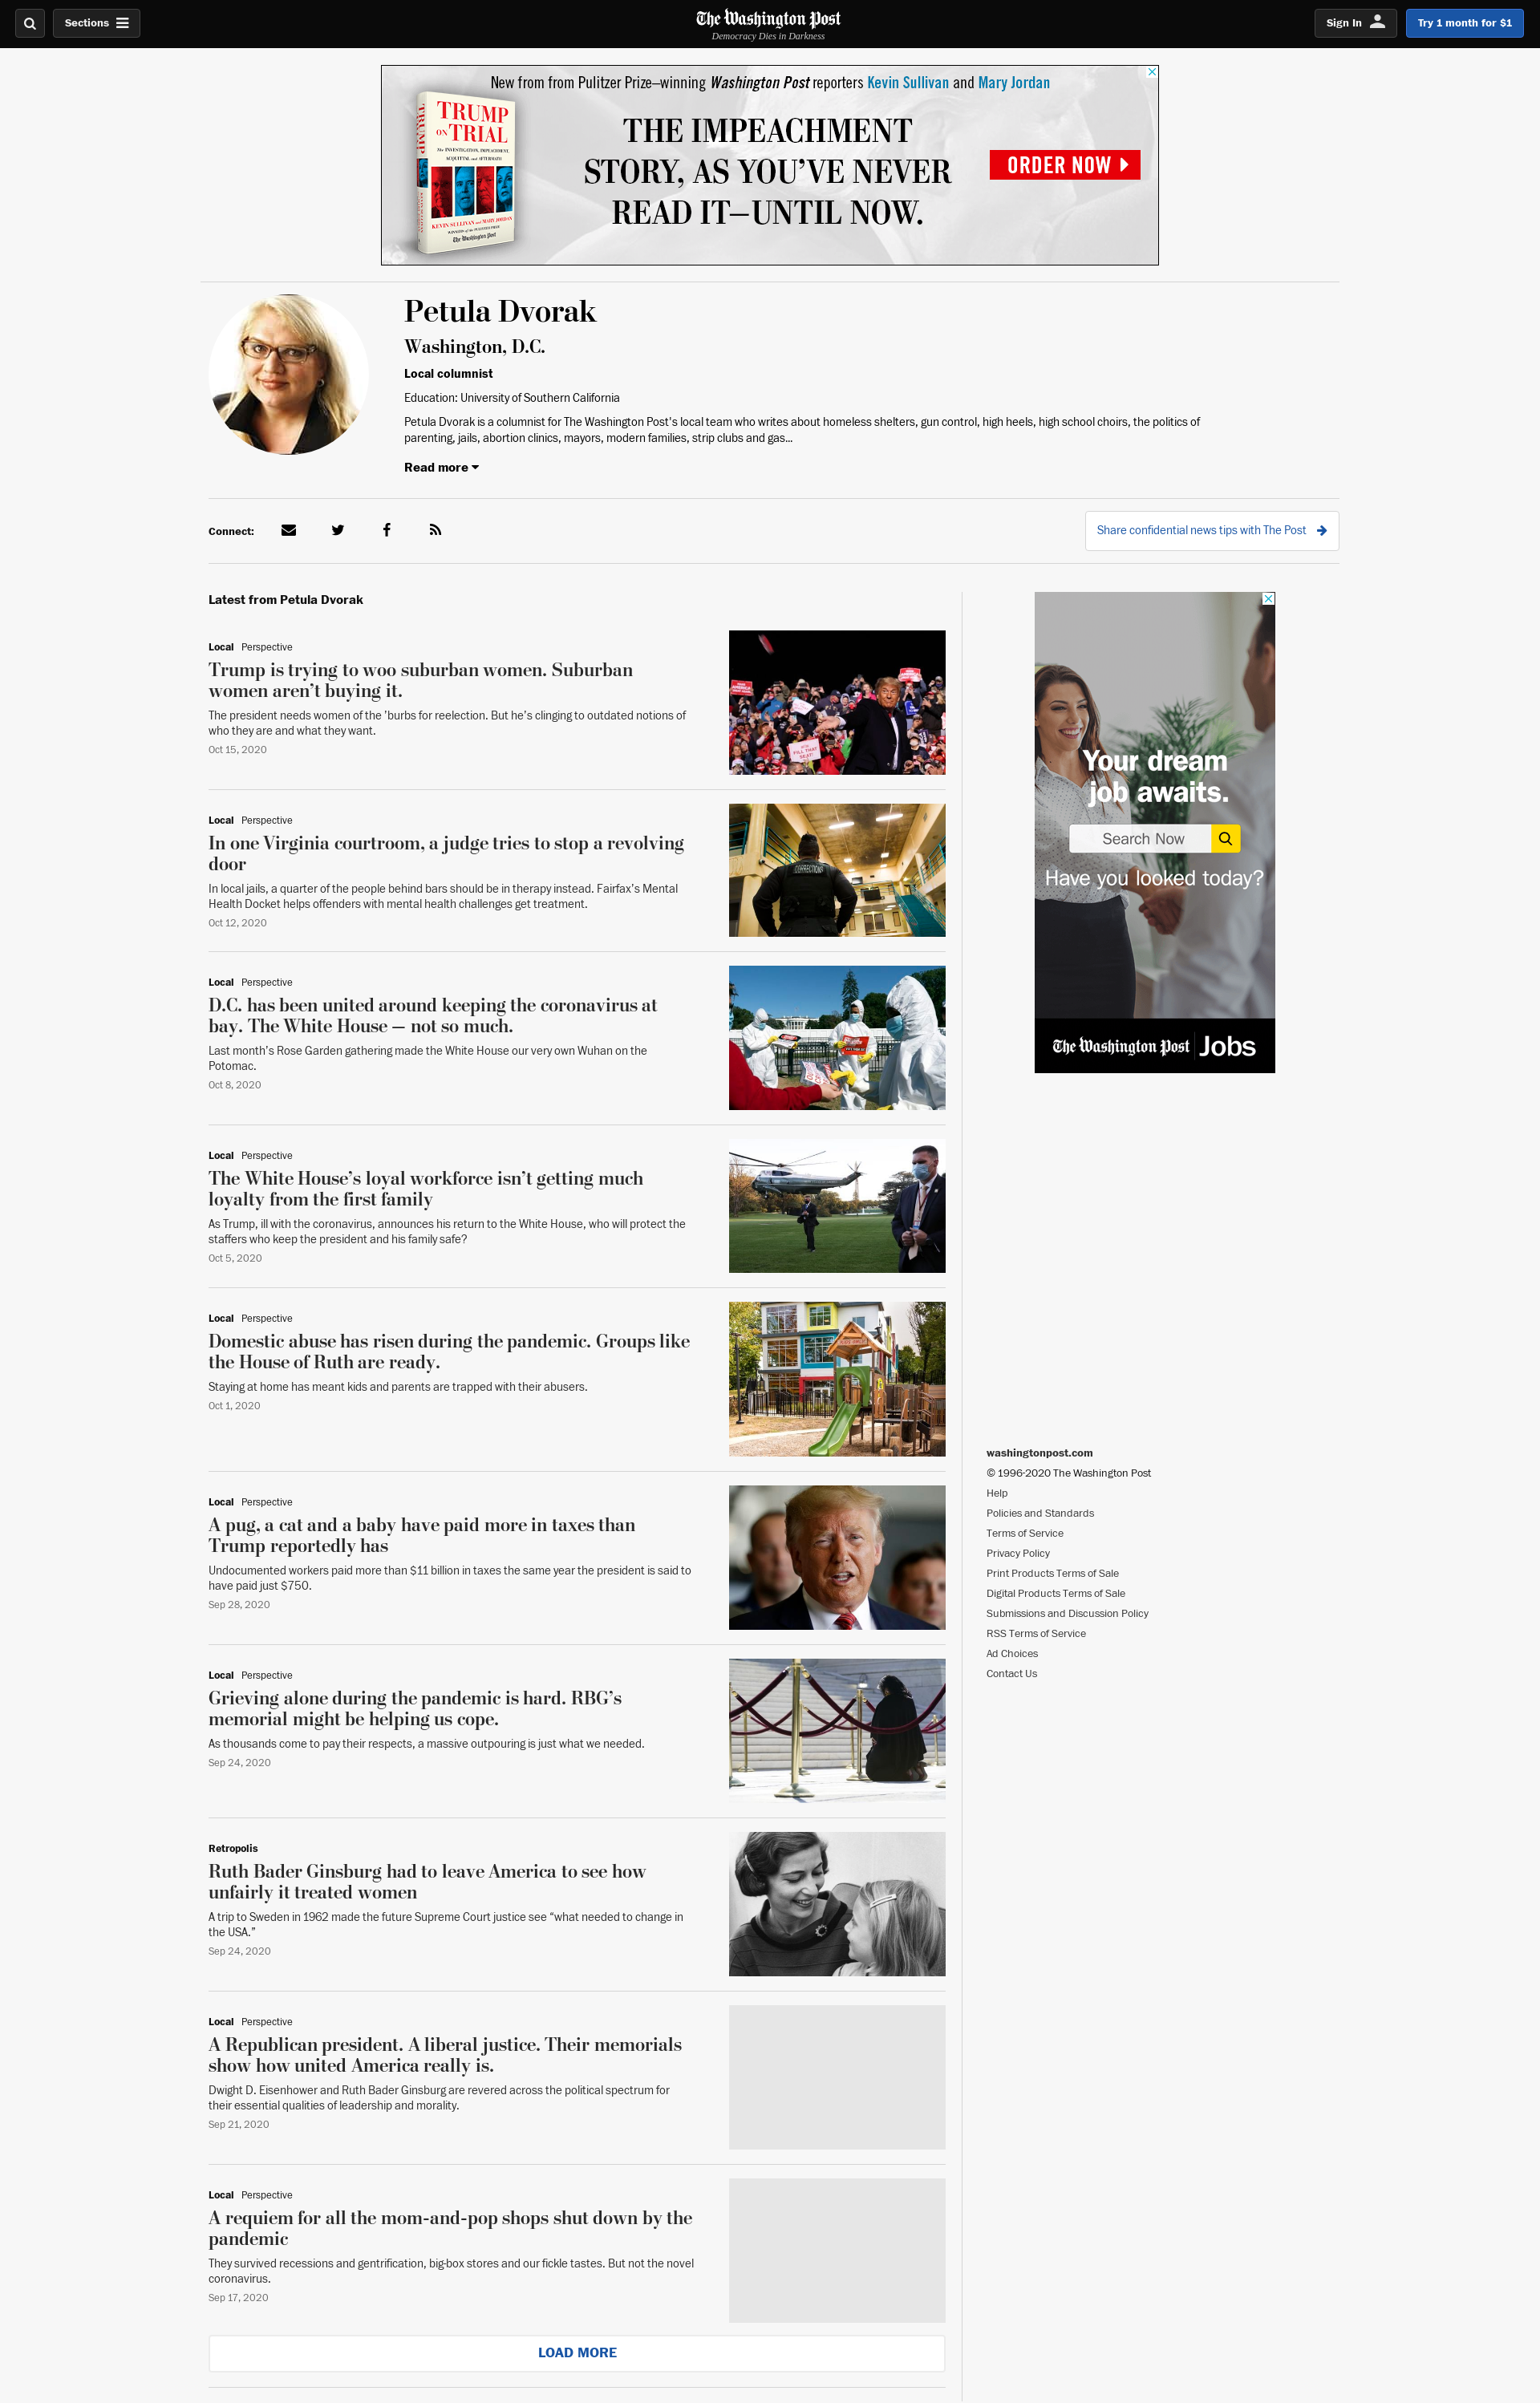 Sections
The Washington Post
Democracy Dies in Darkness
Sign In
Try 1 month for $1
New from from Pulitzer Prize–winning Washington Post reporters Kevin Sullivan and Mary Jordan
TRUMP
ON TRIAL
KEVIN SULLIVAN and MARY JORDAN
The Washington Post
THE IMPEACHMENT
STORY, AS YOU'VE NEVER
READ IT—UNTIL NOW.
ORDER NOW
Petula Dvorak
Washington, D.C.
Local columnist
Education: University of Southern California
Petula Dvorak is a columnist for The Washington Post's local team who writes about homeless shelters, gun control, high heels, high school choirs, the politics of
parenting, jails, abortion clinics, mayors, modern families, strip clubs and gas...
Read more
Connect:
Share confidential news tips with The Post
Latest from Petula Dvorak
Local Perspective
Trump is trying to woo suburban women. Suburban
women aren’t buying it.
The president needs women of the ’burbs for reelection. But he’s clinging to outdated notions of
who they are and what they want.
Oct 15, 2020
Local Perspective
In one Virginia courtroom, a judge tries to stop a revolving
door
In local jails, a quarter of the people behind bars should be in therapy instead. Fairfax’s Mental
Health Docket helps offenders with mental health challenges get treatment.
Oct 12, 2020
CORRECTIONS
Local Perspective
D.C. has been united around keeping the coronavirus at
bay. The White House — not so much.
Last month’s Rose Garden gathering made the White House our very own Wuhan on the
Potomac.
Oct 8, 2020
Local Perspective
The White House’s loyal workforce isn’t getting much
loyalty from the first family
As Trump, ill with the coronavirus, announces his return to the White House, who will protect the
staffers who keep the president and his family safe?
Oct 5, 2020
Local Perspective
Domestic abuse has risen during the pandemic. Groups like
the House of Ruth are ready.
Staying at home has meant kids and parents are trapped with their abusers.
Oct 1, 2020
Local Perspective
A pug, a cat and a baby have paid more in taxes than
Trump reportedly has
Undocumented workers paid more than $11 billion in taxes the same year the president is said to
have paid just $750.
Sep 28, 2020
Local Perspective
Grieving alone during the pandemic is hard. RBG’s
memorial might be helping us cope.
As thousands come to pay their respects, a massive outpouring is just what we needed.
Sep 24, 2020
Retropolis
Ruth Bader Ginsburg had to leave America to see how
unfairly it treated women
A trip to Sweden in 1962 made the future Supreme Court justice see “what needed to change in
the USA.”
Sep 24, 2020
Local Perspective
A Republican president. A liberal justice. Their memorials
show how united America really is.
Dwight D. Eisenhower and Ruth Bader Ginsburg are revered across the political spectrum for
their essential qualities of leadership and morality.
Sep 21, 2020
Local Perspective
A requiem for all the mom-and-pop shops shut down by the
pandemic
They survived recessions and gentrification, big-box stores and our fickle tastes. But not the novel
coronavirus.
Sep 17, 2020
LOAD MORE
Your dream
job awaits.
Search Now
Have you looked today?
The Washington Post Jobs
washingtonpost.com
© 1996-2020 The Washington Post
Help
Policies and Standards
Terms of Service
Privacy Policy
Print Products Terms of Sale
Digital Products Terms of Sale
Submissions and Discussion Policy
RSS Terms of Service
Ad Choices
Contact Us